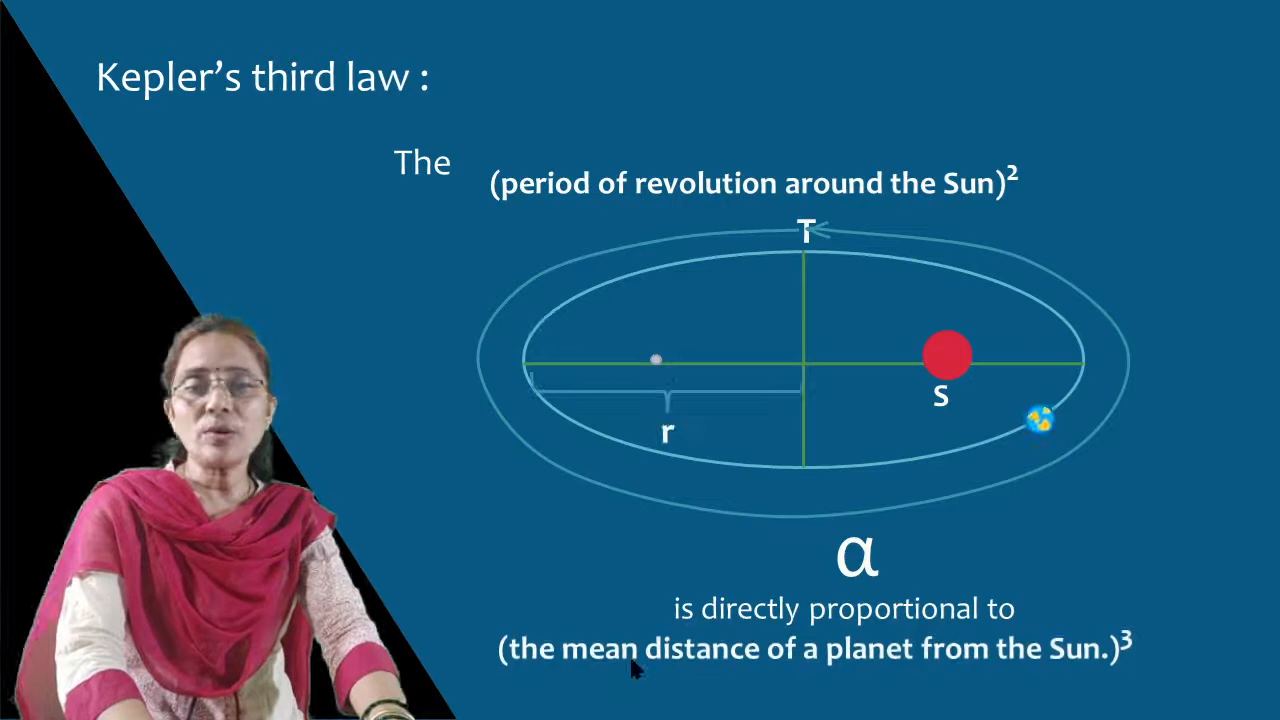 Kepler’s third law :
The
(period of revolution around the Sun)²
T
S
r
α
is directly proportional to
(the mean distance of a planet from the Sun.)³